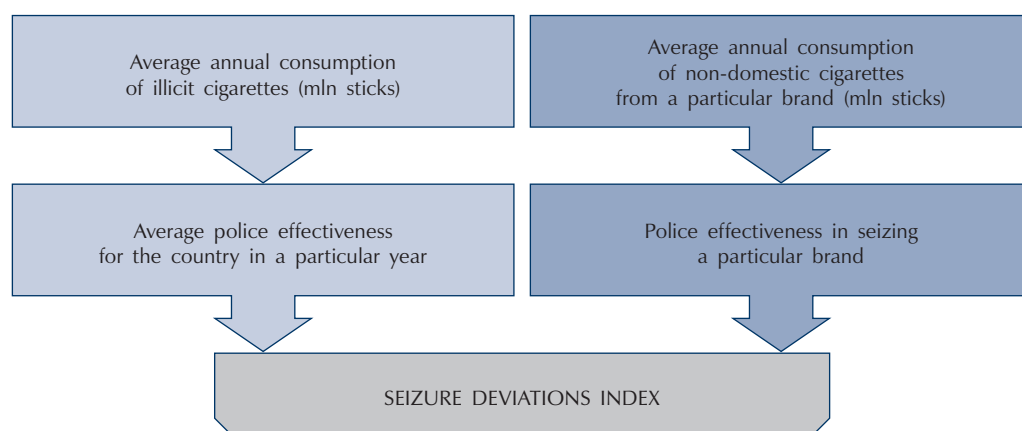 Average annual consumption
of illicit cigarettes (mln sticks)
Average annual consumption
of non-domestic cigarettes
from a particular brand (mln sticks)
Average police effectiveness
for the country in a particular year
Police effectiveness in seizing
a particular brand
SEIZURE DEVIATIONS INDEX